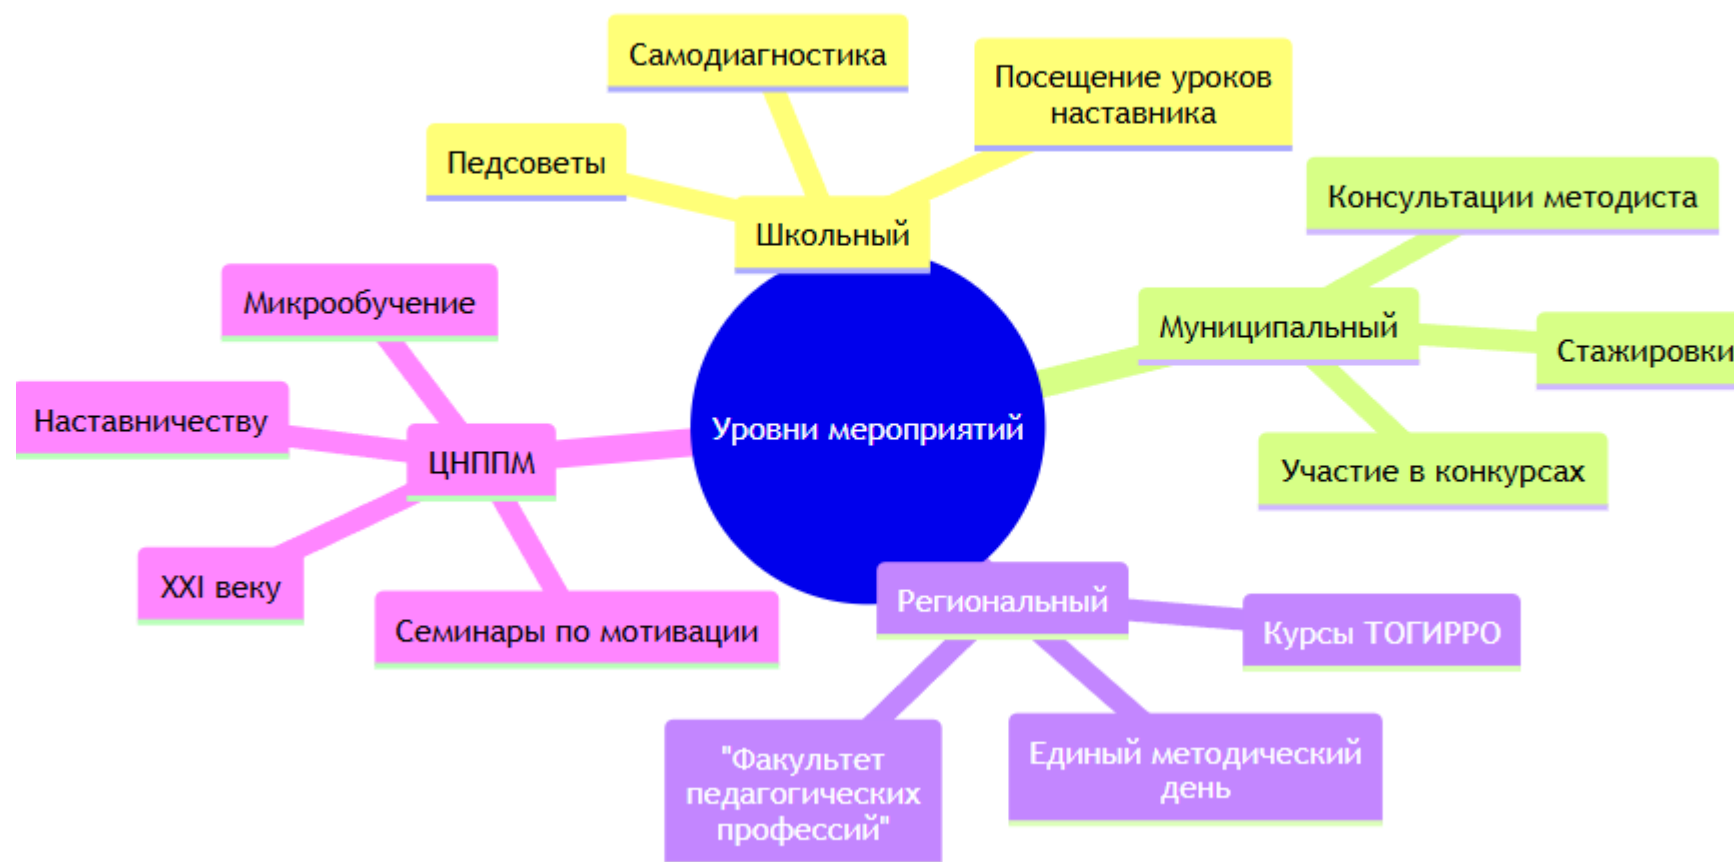 Самодиагностика
Посещение уроков
наставника
Педсоветы
Школьный
Консультации методиста
Муниципальный
Стажировки
Участие в конкурсах
Микрообучение
Наставничеству
ЦНППМ
XXI веку
Семинары по мотивации
Уровни мероприятий
Региональный
Курсы ТОГИРРО
Единый методический
день
"Факультет
педагогических
профессий"